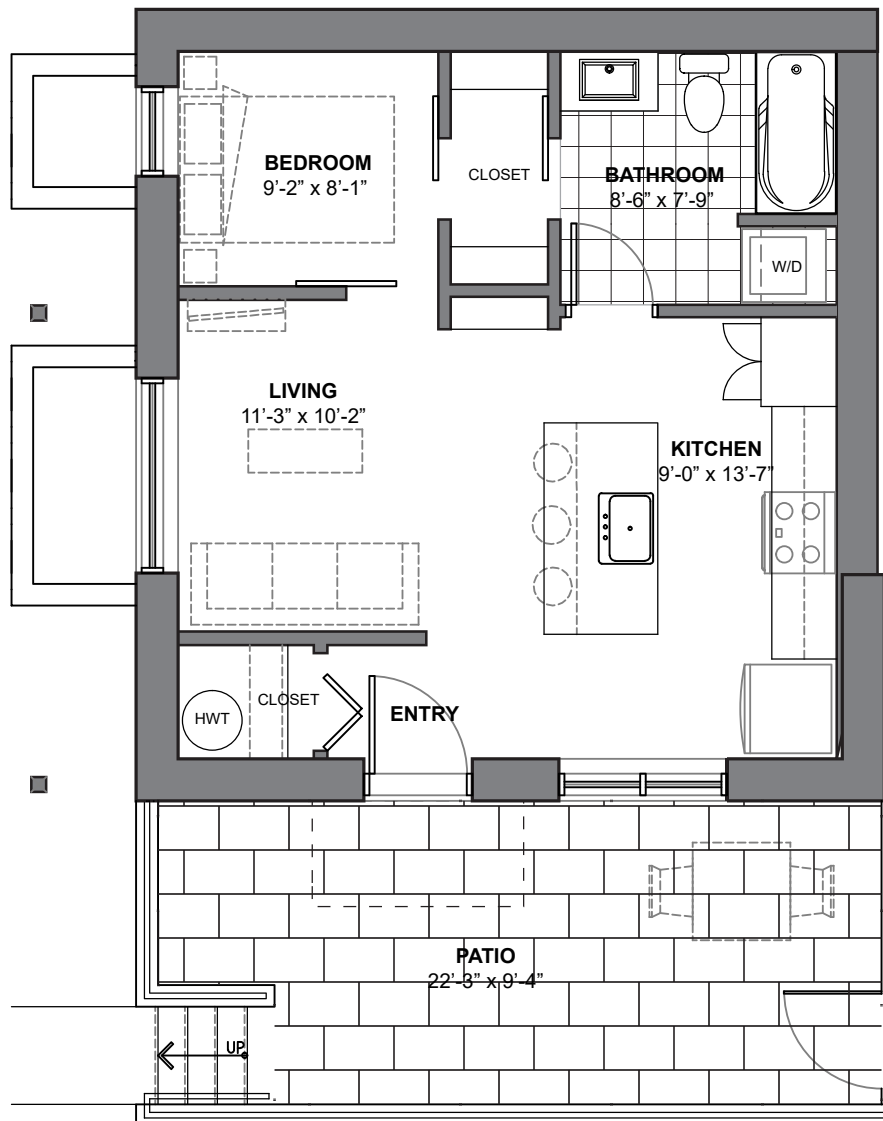 BEDROOM
9’-2” x 8’-1”
CLOSET
BATHROOM
8’-6” x 7’-9”
W/D
LIVING
11’-3” x 10’-2”
KITCHEN
9’-0” x 13’-7”
CLOSET
HWT
ENTRY
PATIO
22’-3” x 9’-4”
UP